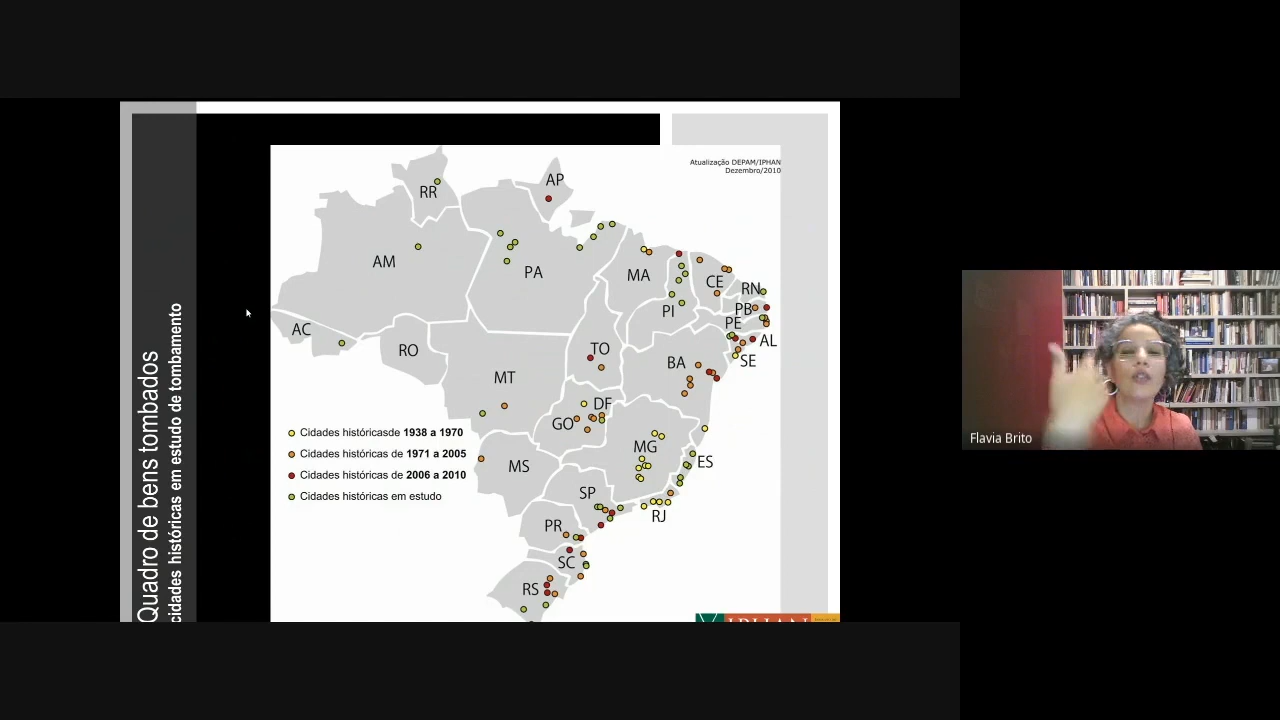 Quadro de bens tombados
cidades históricas em estudo de tombamento
Atualização DEPAM/IPHAN
Dezembro/2010
RR
AP
AM
PA
MA
CE
RN
PB
PI
PE
AL
AC
RO
TO
SE
BA
MT
DF
GO
Cidades históricasde 1938 a 1970
MG
Cidades históricas de 1971 a 2005
ES
MS
Cidades históricas de 2006 a 2010
SP
Cidades históricas em estudo
RJ
PR
SC
RS
IPHAN
Flavia Brito